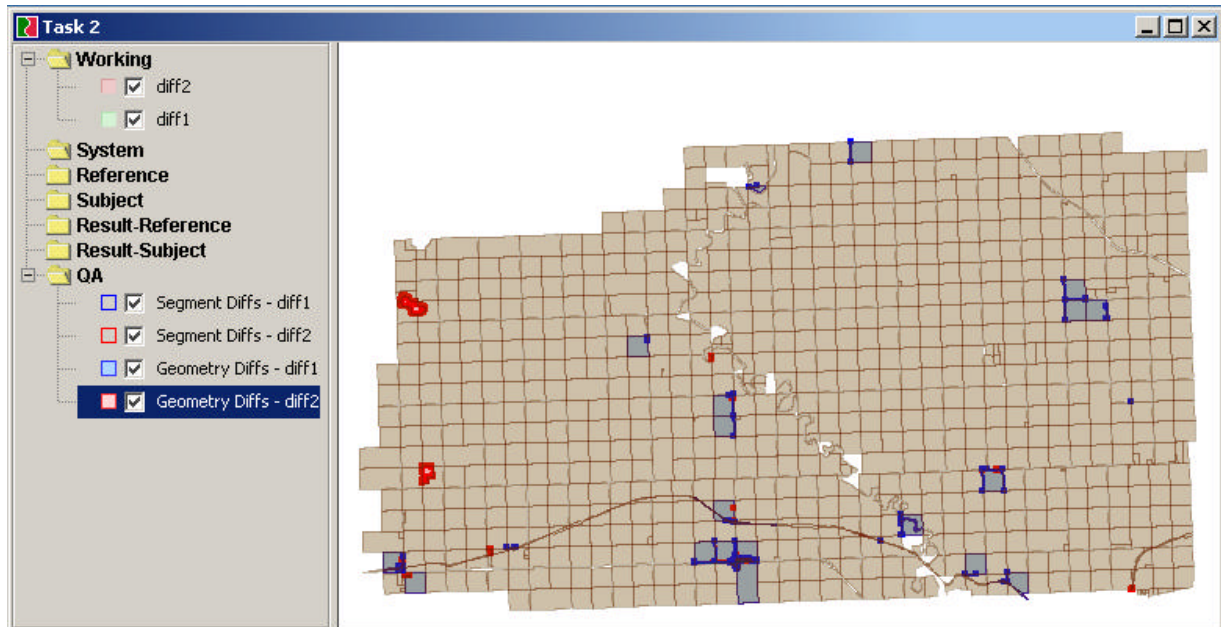 Task 2
Working
diff2
diff1
System
Reference
Subject
Result-Reference
Result-Subject
QA
Segment Diffs - diff1
Segment Diffs - diff2
Geometry Diffs - diff1
Geometry Diffs - diff2